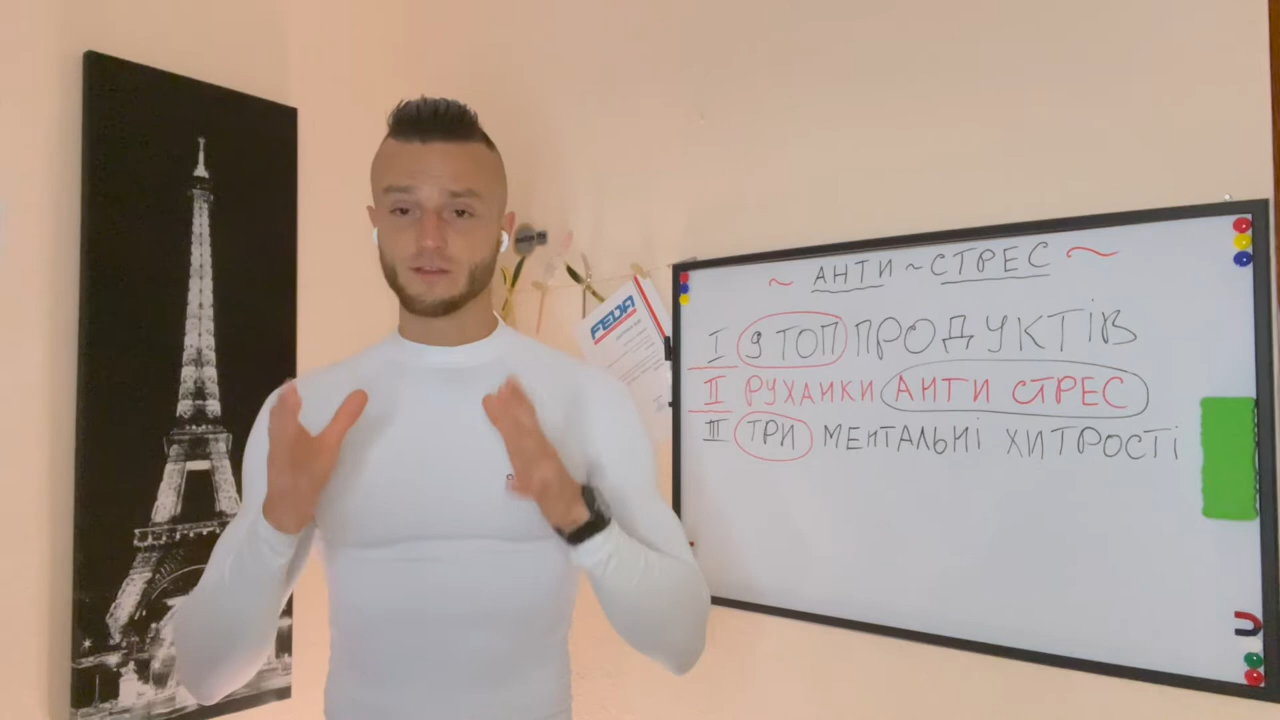 FEDA
~ АНТИ ~ СТРЕС ~
I 9 ТОП ПРОДУКТІВ
II РУХАНКИ АНТИ СТРЕС
III ТРИ МЕНТАЛЬНІ ХИТРОСТІ